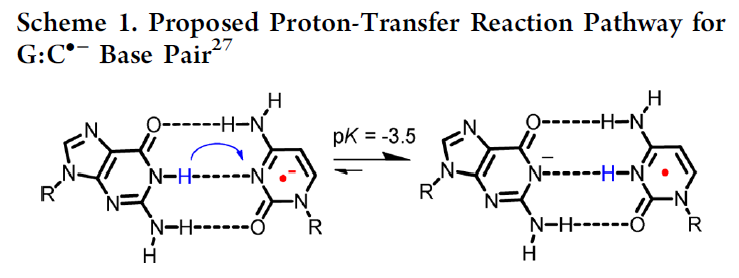 Scheme 1. Proposed Proton-Transfer Reaction Pathway for
G:C•− Base Pair27
H
O H–N
N
pK = -3.5
N–H N •−
N
R
N
N
N–H O
R
H
H
O H–N
N
N− H–N •
N
R
N
N
N–H O
R
H